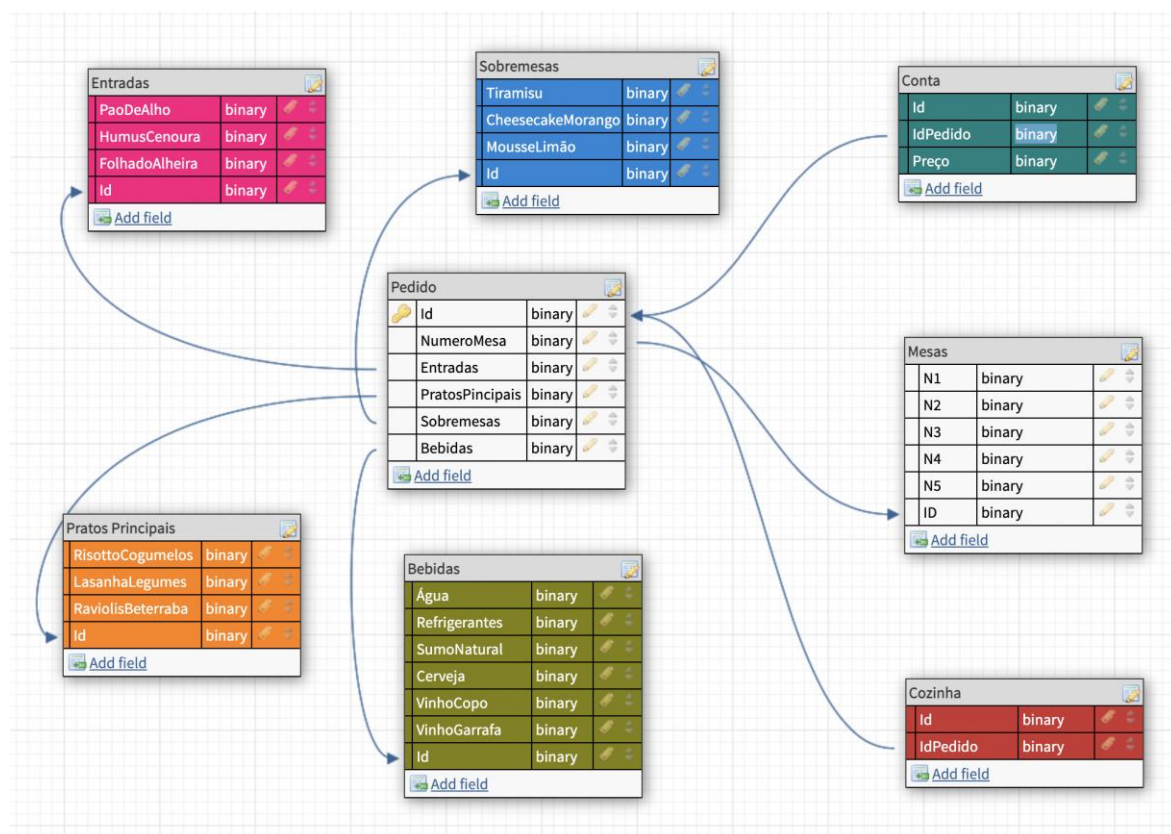 Entradas
PaoDeAlho binary
HumusCenoura binary
FolhadoAlheira binary
Id binary
Add field
Sobremesas
Tiramisu binary
CheesecakeMorango binary
MousseLimão binary
Id binary
Add field
Conta
Id binary
IdPedido binary
Preço binary
Add field
Pedido
Id binary
NumeroMesa binary
Entradas binary
PratosPincipais binary
Sobremesas binary
Bebidas binary
Add field
Mesas
N1 binary
N2 binary
N3 binary
N4 binary
N5 binary
ID binary
Add field
Pratos Principais
RisottoCogumelos binary
LasanhaLegumes binary
RaviolisBeterraba binary
Id binary
Add field
Bebidas
Água binary
Refrigerantes binary
SumoNatural binary
Cerveja binary
VinhoCopo binary
VinhoGarrafa binary
Id binary
Add field
Cozinha
Id binary
IdPedido binary
Add field